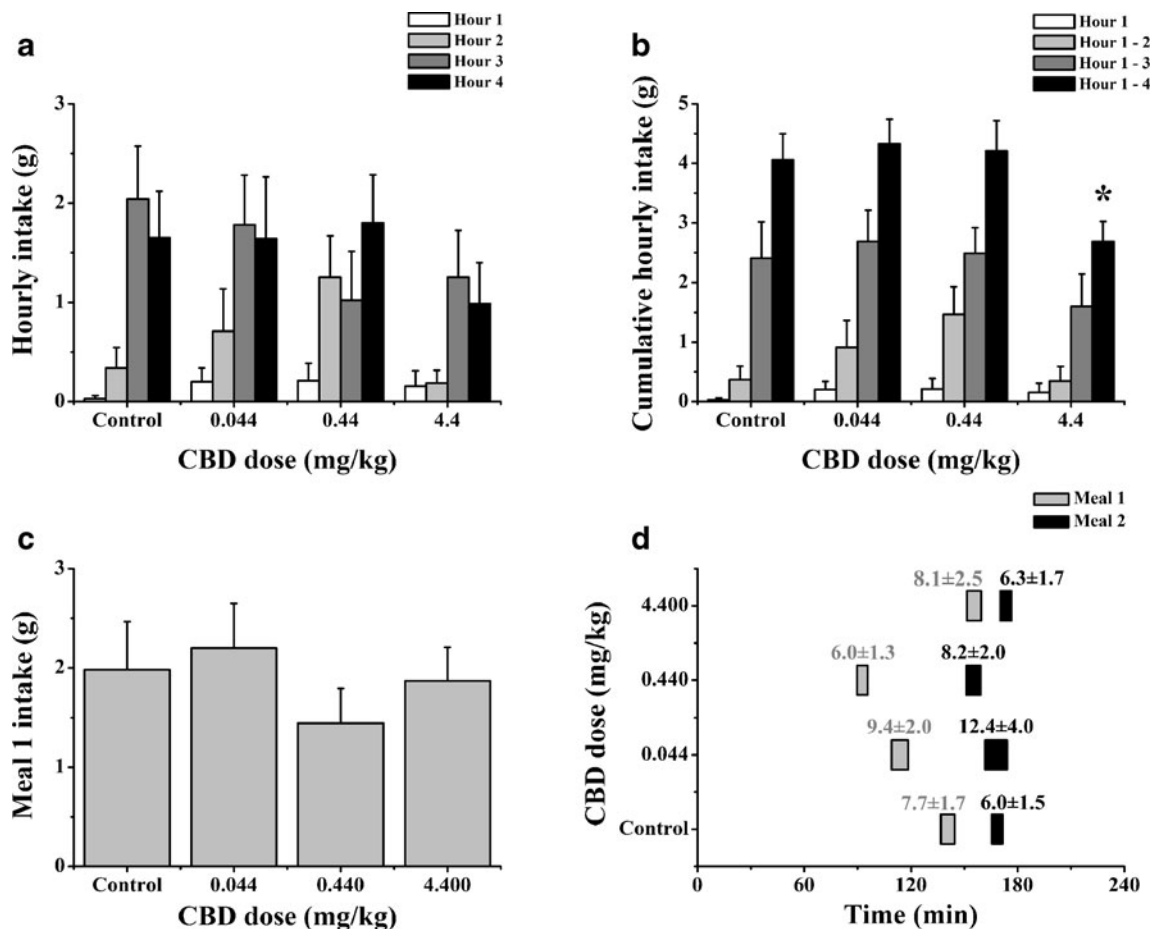 a
Hour 1
Hour 2
Hour 3
Hour 4
Hourly intake (g)
3
2
1
0
Control
0.044
0.44
4.4
CBD dose (mg/kg)
b
Hour 1
Hour 1 - 2
Hour 1 - 3
Hour 1 - 4
Cumulative hourly intake (g)
5
4
3
2
1
0
*
Control
0.044
0.44
4.4
CBD dose (mg/kg)
c
Meal 1 intake (g)
3
2
1
0
Control
0.044
0.440
4.400
CBD dose (mg/kg)
d
Meal 1
Meal 2
CBD dose (mg/kg)
4.400
8.1±2.5
6.3±1.7
0.440
6.0±1.3
8.2±2.0
0.044
9.4±2.0
12.4±4.0
Control
7.7±1.7
6.0±1.5
0
60
120
180
240
Time (min)